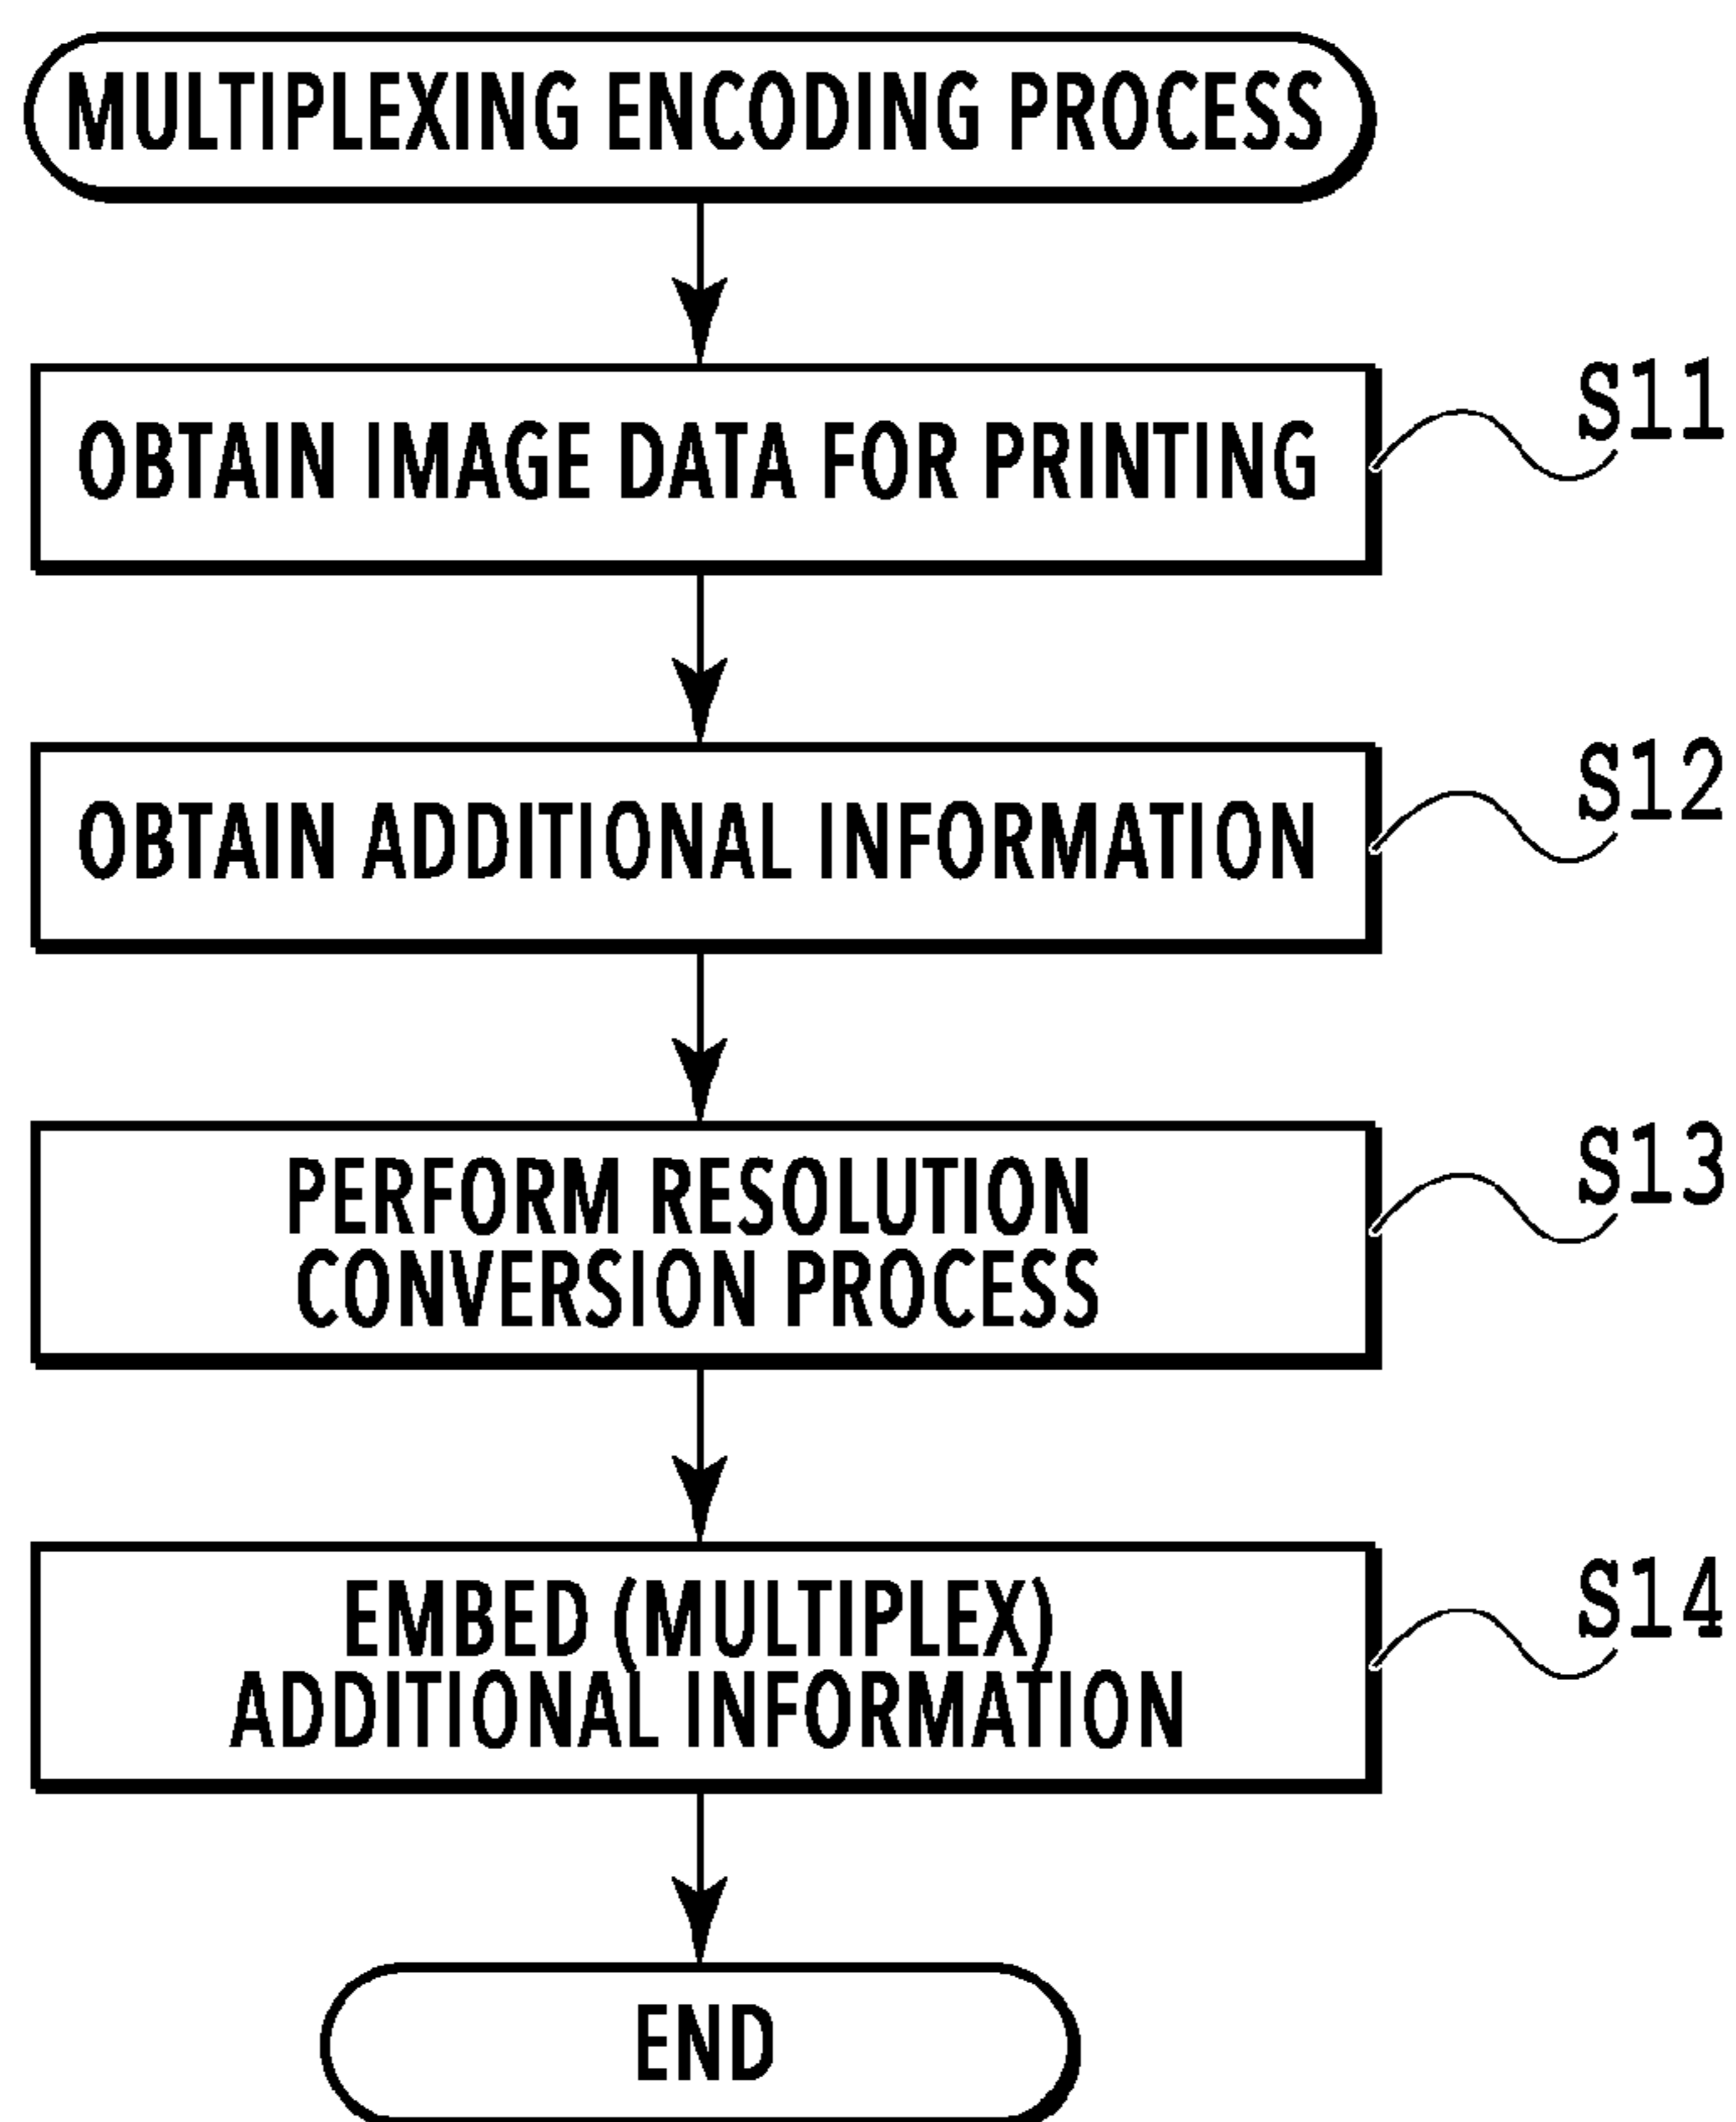 MULTIPLEXING ENCODING PROCESS
OBTAIN IMAGE DATA FOR PRINTING
S11
OBTAIN ADDITIONAL INFORMATION
S12
PERFORM RESOLUTION
CONVERSION PROCESS
S13
EMBED (MULTIPLEX)
ADDITIONAL INFORMATION
S14
END